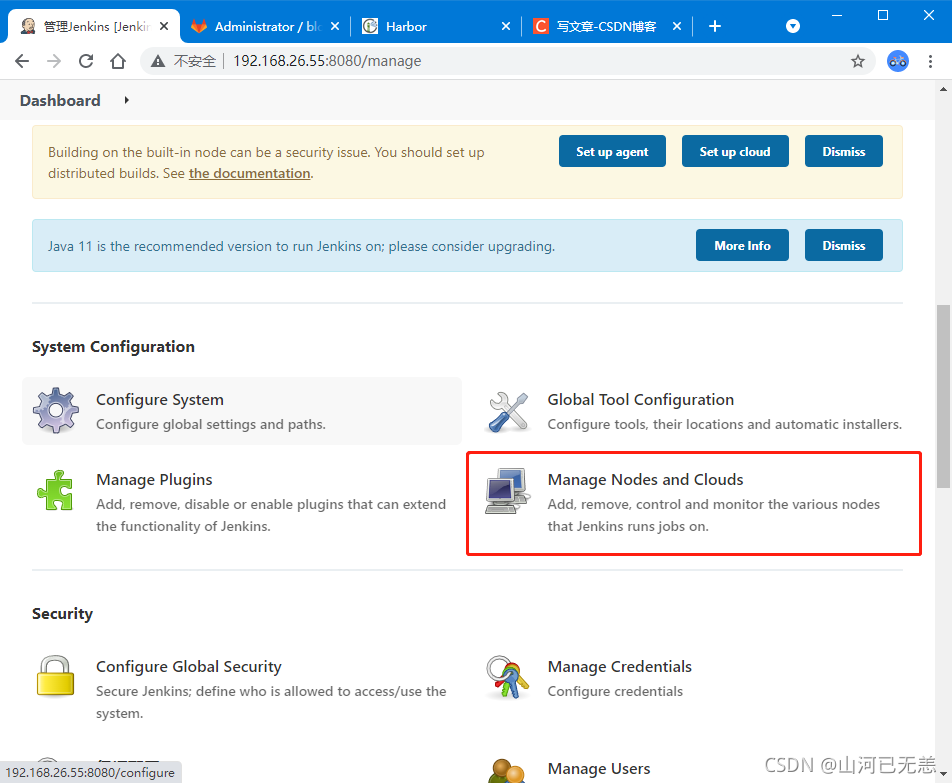 管理Jenkins [Jenkin
Administrator / blo
Harbor
写文章-CSDN博客
不安全
192.168.26.55:8080/manage
Dashboard
Building on the built-in node can be a security issue. You should set up
distributed builds. See the documentation.
Set up agent
Set up cloud
Dismiss
Java 11 is the recommended version to run Jenkins on; please consider upgrading.
More Info
Dismiss
System Configuration
Configure System
Configure global settings and paths.
Global Tool Configuration
Configure tools, their locations and automatic installers.
Manage Plugins
Add, remove, disable or enable plugins that can extend
the functionality of Jenkins.
Manage Nodes and Clouds
Add, remove, control and monitor the various nodes
that Jenkins runs jobs on.
Security
Configure Global Security
Secure Jenkins; define who is allowed to access/use the
system.
Manage Credentials
Configure credentials
Manage Users
192.168.26.55:8080/configure
CSDN @山河已无恙